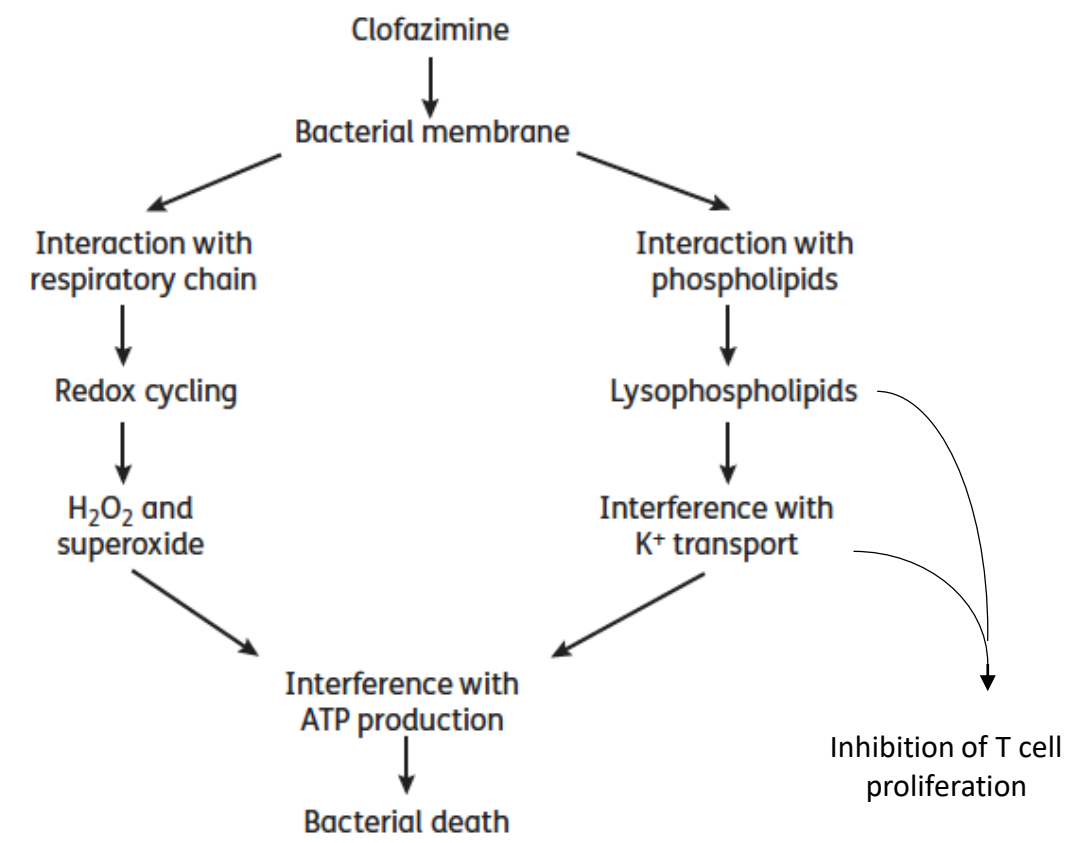 Clofazimine
Bacterial membrane
Interaction with
respiratory chain
Interaction with
phospholipids
Redox cycling
Lysophospholipids
H₂O₂ and
superoxide
Interference with
K⁺ transport
Interference with
ATP production
Inhibition of T cell
proliferation
Bacterial death